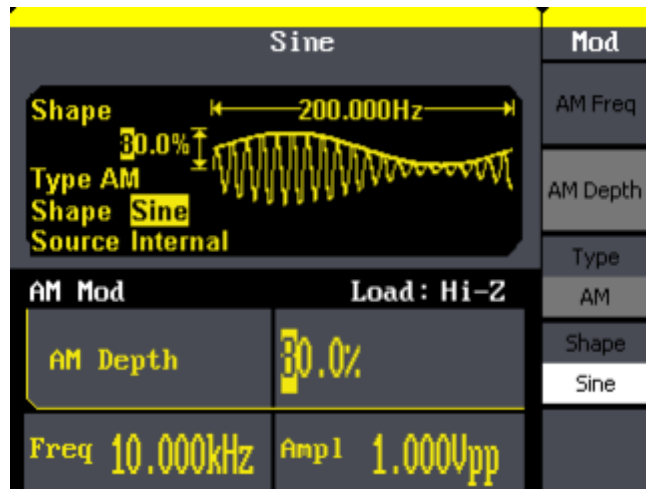 Sine
Mod
Shape
200.000Hz
AM Freq
80.0%
Type AM
AM Depth
Shape Sine
Source Internal
Type
AM Mod
Load: Hi-Z
AM
AM Depth
80.0%
Shape
Sine
Freq 10.000kHz
Ampl 1.000Vpp